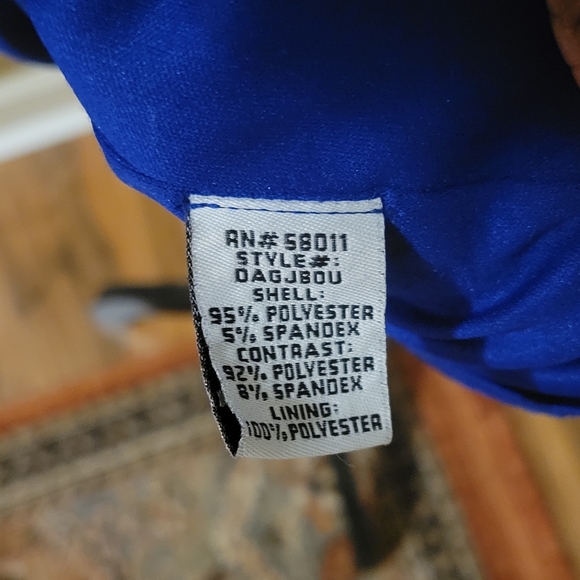 RN# 58011
STYLE#:
DAGJBOU
SHELL:
95% POLYESTER
5% SPANDEX
CONTRAST:
92% POLYESTER
8% SPANDEX
LINING:
100% POLYESTER